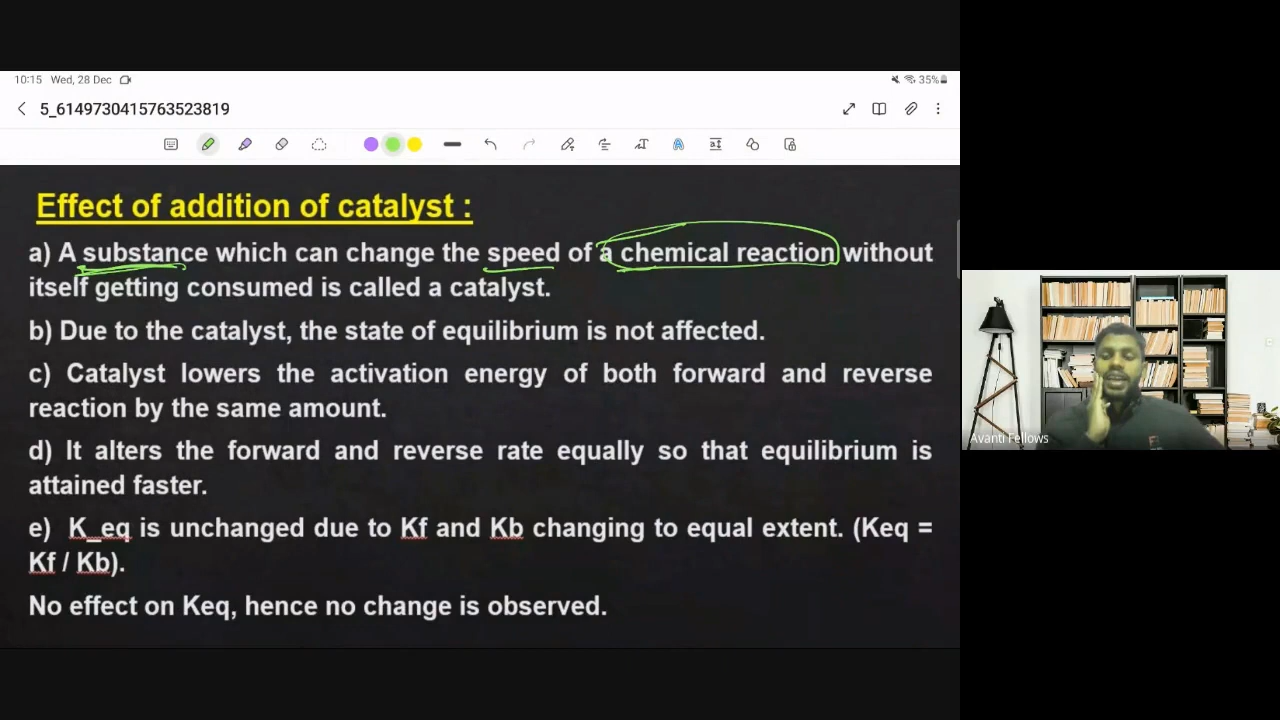 10:15 Wed, 28 Dec
35%
5_6149730415763523819
Effect of addition of catalyst :
a) A substance which can change the speed of a chemical reaction without
itself getting consumed is called a catalyst.
b) Due to the catalyst, the state of equilibrium is not affected.
c) Catalyst lowers the activation energy of both forward and reverse
reaction by the same amount.
d) It alters the forward and reverse rate equally so that equilibrium is
attained faster.
e) K_eq is unchanged due to Kf and Kb changing to equal extent. (Keq =
Kf / Kb).
No effect on Keq, hence no change is observed.
Avanti Fellows